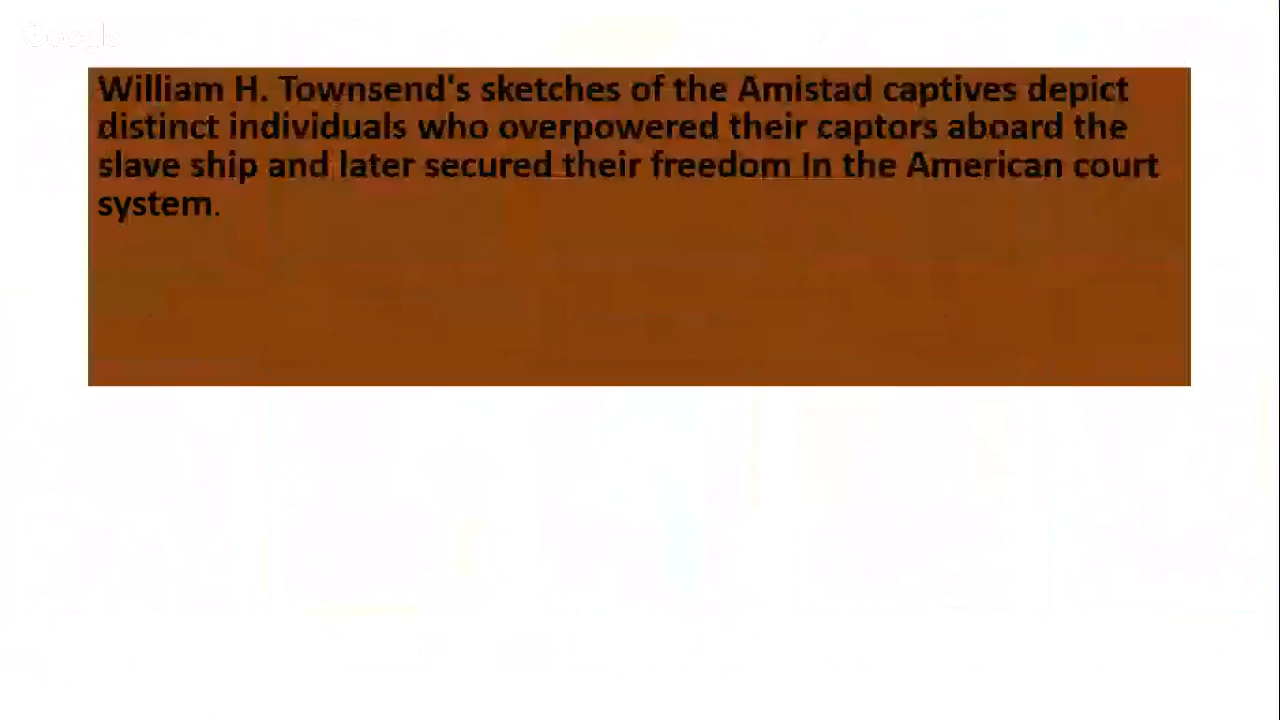 Google
William H. Townsend's sketches of the Amistad captives depict
distinct individuals who overpowered their captors aboard the
slave ship and later secured their freedom In the American court
system.